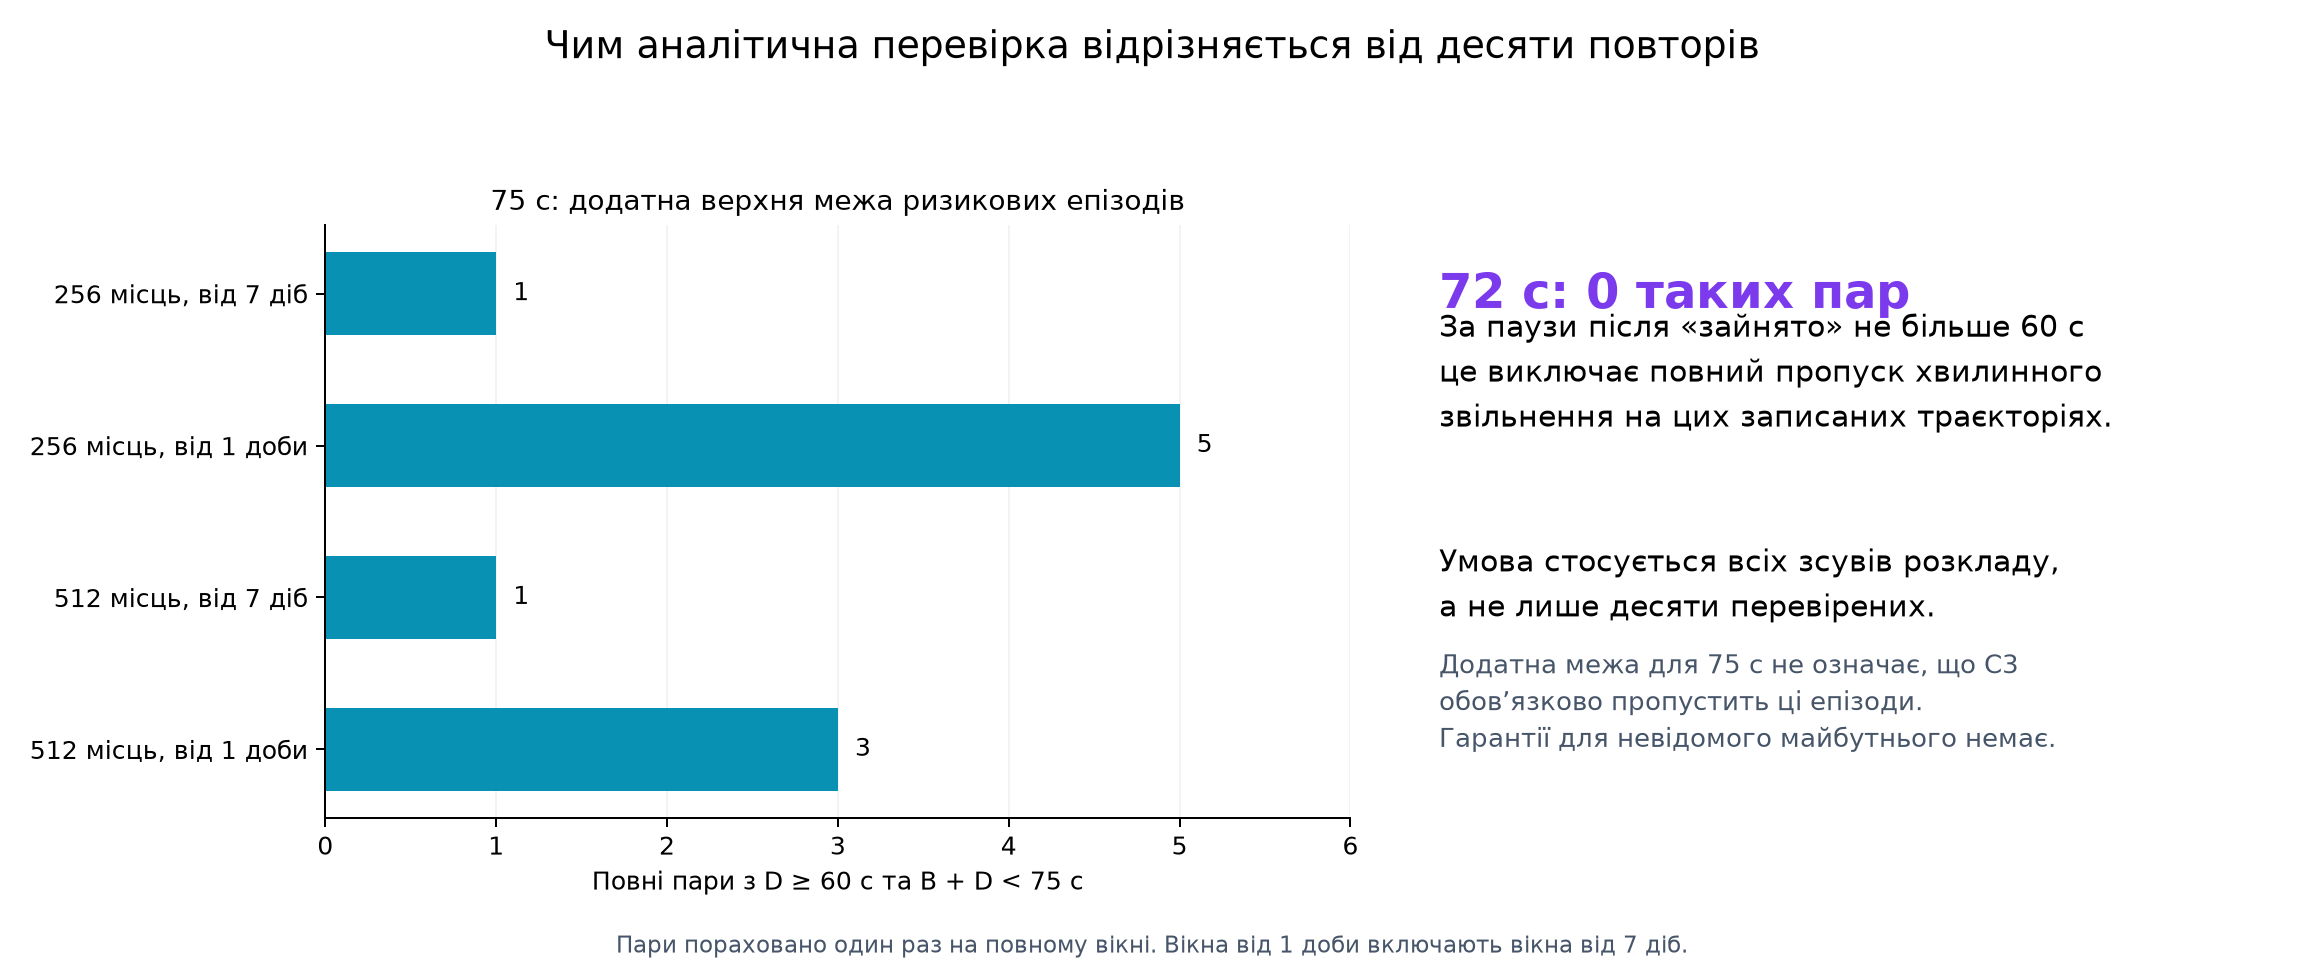 Чим аналітична перевірка відрізняється від десяти повторів
75 с: додатна верхня межа ризикових епізодів
256 місць, від 7 діб
1
256 місць, від 1 доби
5
512 місць, від 7 діб
1
512 місць, від 1 доби
3
0 1 2 3 4 5 6
Повні пари з D ≥ 60 с та B + D < 75 с
72 с: 0 таких пар
За паузи після «зайнято» не більше 60 с
це виключає повний пропуск хвилинного
звільнення на цих записаних траєкторіях.
Умова стосується всіх зсувів розкладу,
а не лише десяти перевірених.
Додатна межа для 75 с не означає, що СЗ
обов’язково пропустить ці епізоди.
Гарантії для невідомого майбутнього немає.
Пари пораховано один раз на повному вікні. Вікна від 1 доби включають вікна від 7 діб.